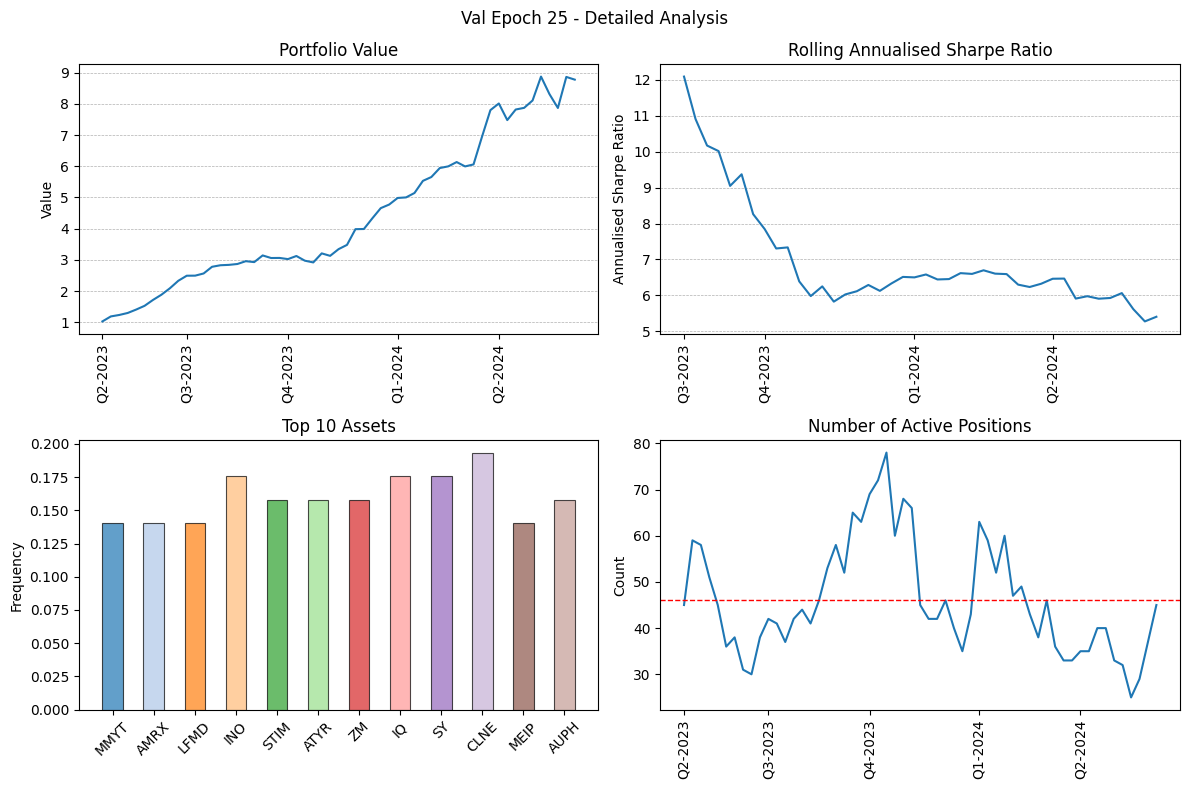 Val Epoch 25 - Detailed Analysis
Portfolio Value
Value
9
8
7
6
5
4
3
2
1
Q2-2023
Q3-2023
Q4-2023
Q1-2024
Q2-2024
Rolling Annualised Sharpe Ratio
Annualised Sharpe Ratio
12
11
10
9
8
7
6
5
Q3-2023
Q4-2023
Q1-2024
Q2-2024
Top 10 Assets
Frequency
0.200
0.175
0.150
0.125
0.100
0.075
0.050
0.025
0.000
MMYT
AMRX
LFMD
INO
STIM
ATYR
ZM
IQ
SY
CLNE
MEIP
AUPH
Number of Active Positions
Count
80
70
60
50
40
30
Q2-2023
Q3-2023
Q4-2023
Q1-2024
Q2-2024